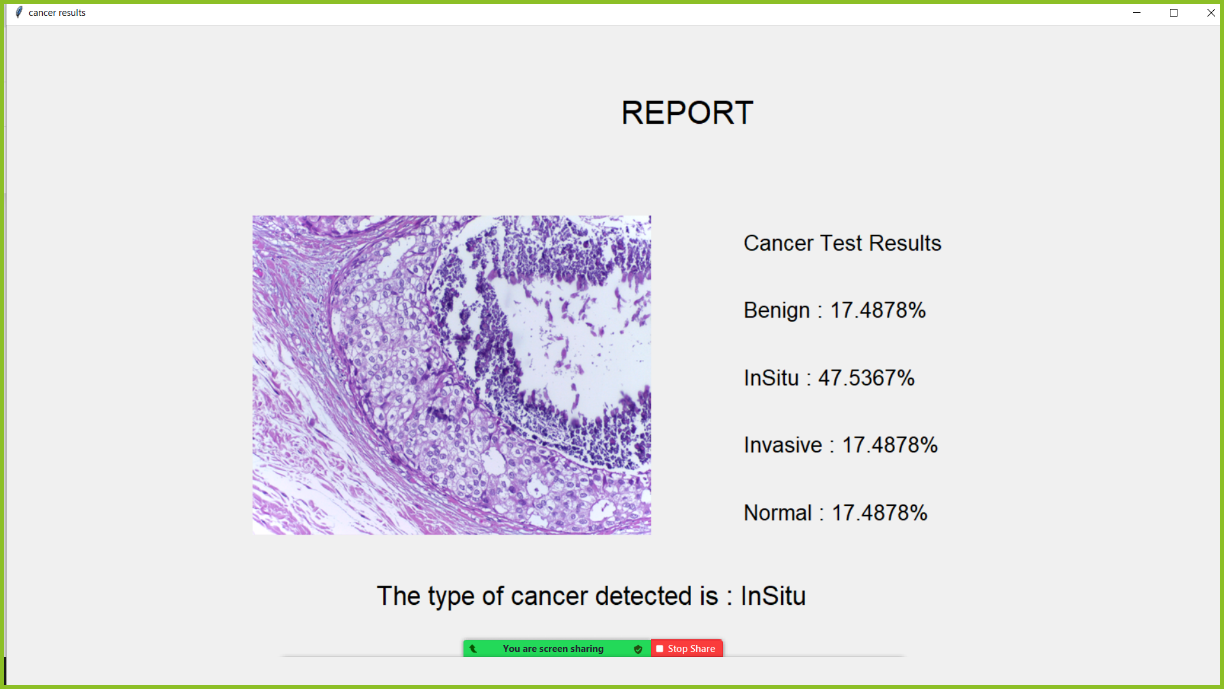 cancer results
REPORT
Cancer Test Results
Benign : 17.4878%
InSitu : 47.5367%
Invasive : 17.4878%
Normal : 17.4878%
The type of cancer detected is : InSitu
You are screen sharing
Stop Share